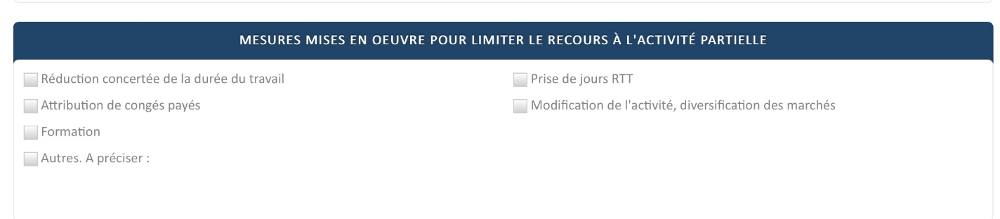 MESURES MISES EN OEUVRE POUR LIMITER LE RECOURS À L'ACTIVITÉ PARTIELLE
Réduction concertée de la durée du travail
Prise de jours RTT
Attribution de congés payés
Modification de l'activité, diversification des marchés
Formation
Autres. A préciser :